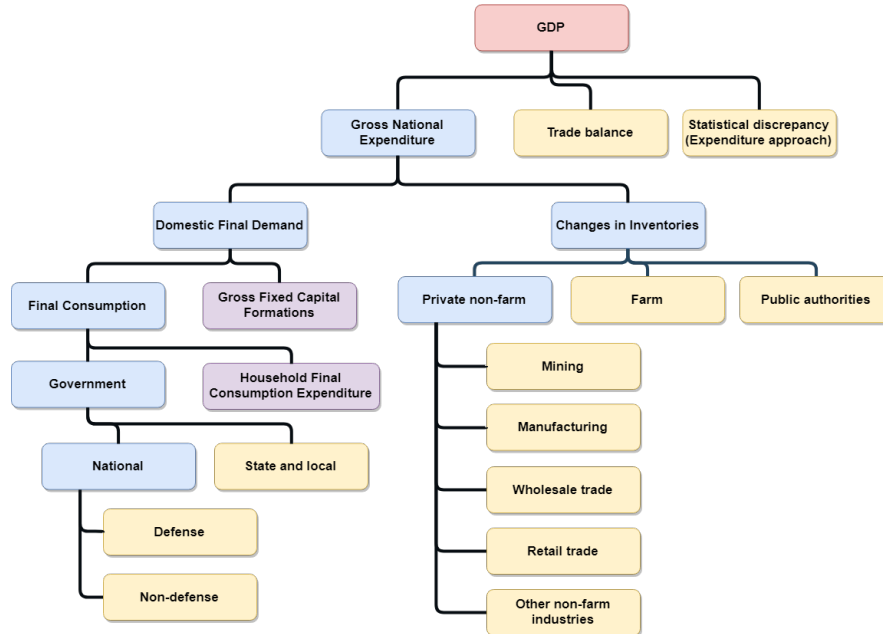 GDP
Gross National
Expenditure
Trade balance
Statistical discrepancy
(Expenditure approach)
Domestic Final Demand
Changes in Inventories
Final Consumption
Gross Fixed Capital
Formations
Private non-farm
Farm
Public authorities
Government
Household Final
Consumption Expenditure
Mining
Manufacturing
National
State and local
Wholesale trade
Defense
Retail trade
Non-defense
Other non-farm
industries